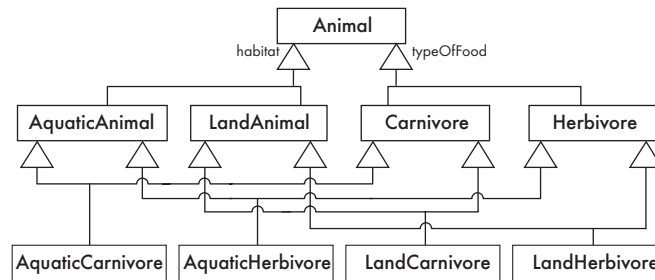 Animal
habitat
typeOfFood
AquaticAnimal
LandAnimal
Carnivore
Herbivore
AquaticCarnivore
AquaticHerbivore
LandCarnivore
LandHerbivore